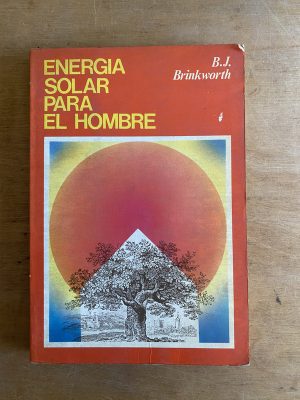 ENERGIA
SOLAR
PARA
EL HOMBRE
B.J.
Brinkworth